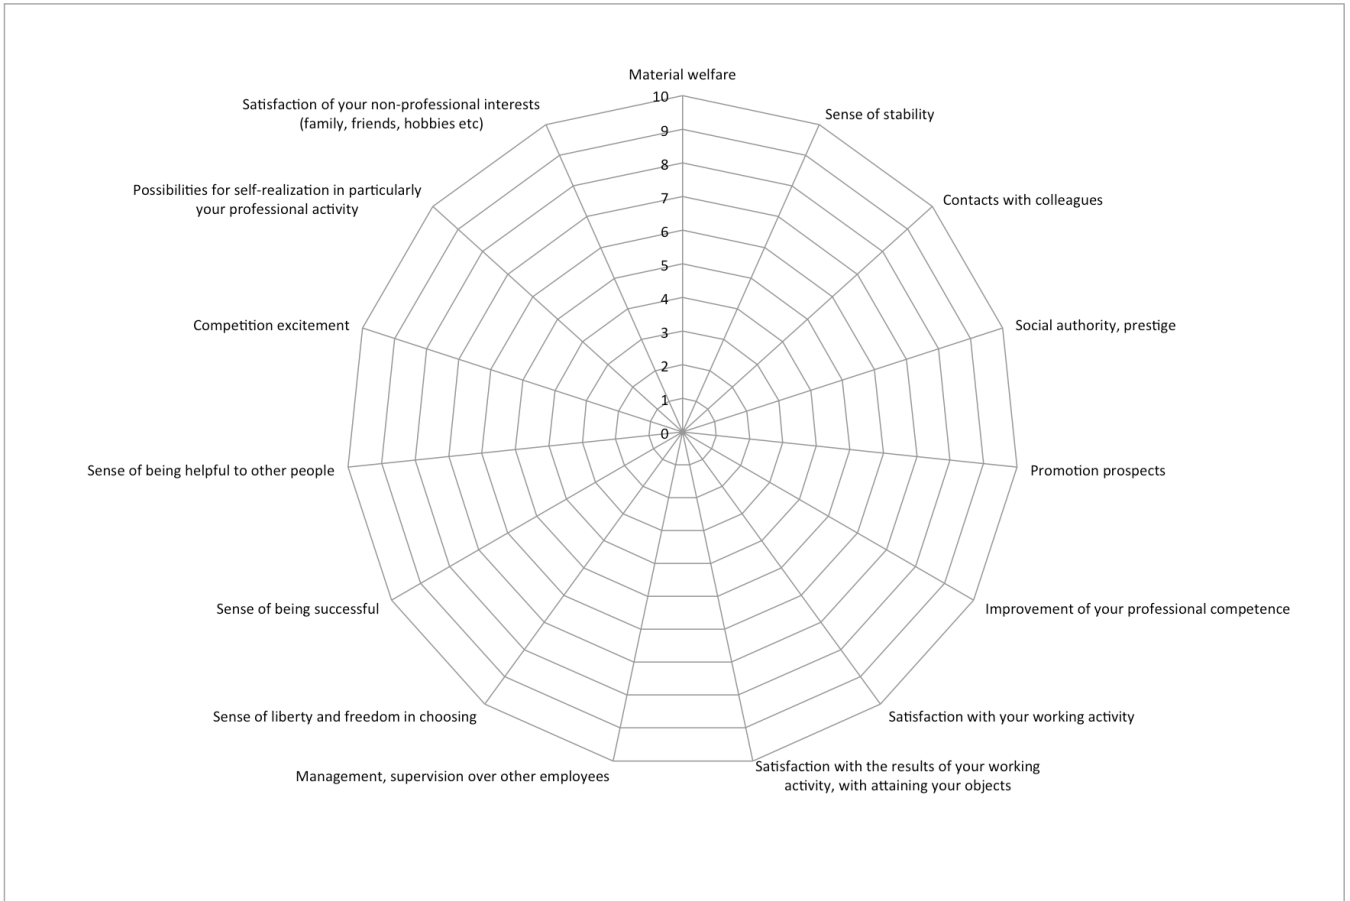 Material welfare
10
Satisfaction of your non-professional interests
(family, friends, hobbies etc)
Sense of stability
9
8
Possibilities for self-realization in particularly
your professional activity
7
Contacts with colleagues
6
5
4
Competition excitement
3
Social authority, prestige
2
1
0
Sense of being helpful to other people
Promotion prospects
Sense of being successful
Improvement of your professional competence
Sense of liberty and freedom in choosing
Satisfaction with your working activity
Management, supervision over other employees
Satisfaction with the results of your working
activity, with attaining your objects